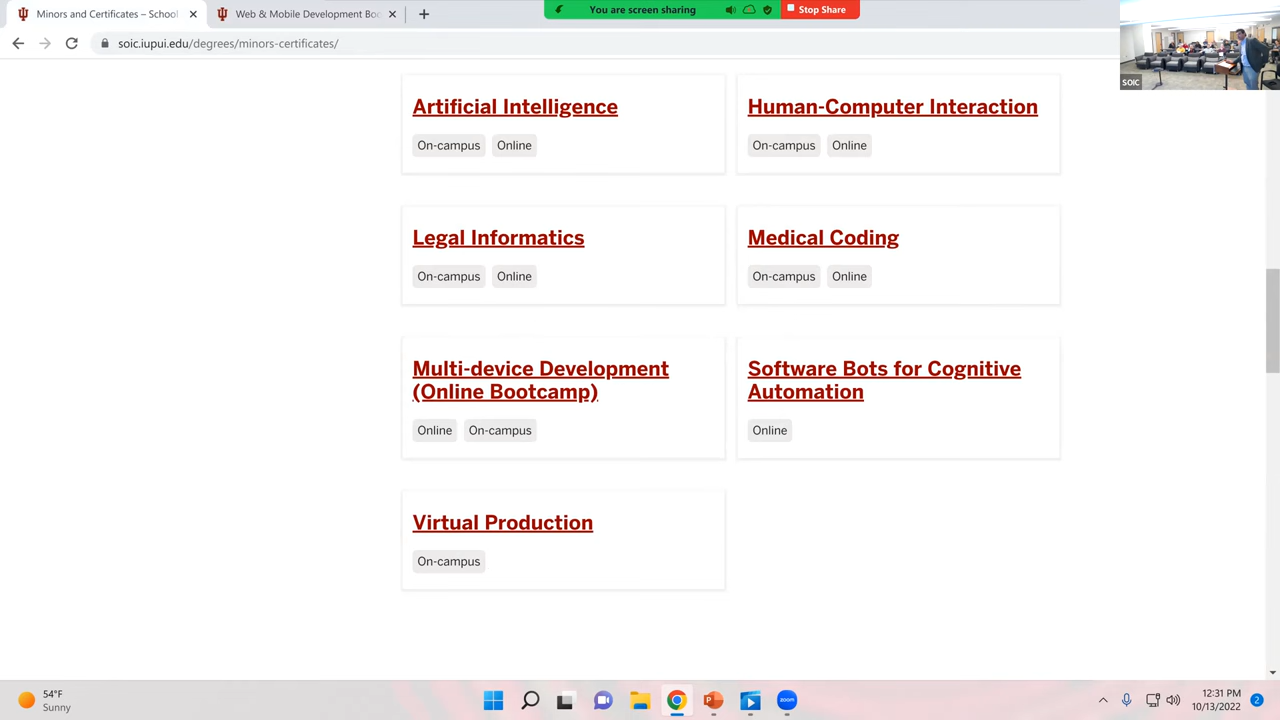 Minors and Certificates – School
Web & Mobile Development Bo
You are screen sharing
Stop Share
soic.iupui.edu/degrees/minors-certificates/
SOIC
Artificial Intelligence
On-campus Online
Human-Computer Interaction
On-campus Online
Legal Informatics
On-campus Online
Medical Coding
On-campus Online
Multi-device Development
(Online Bootcamp)
Online On-campus
Software Bots for Cognitive
Automation
Online
Virtual Production
On-campus
54°F
Sunny
zoom
12:31 PM
10/13/2022
2